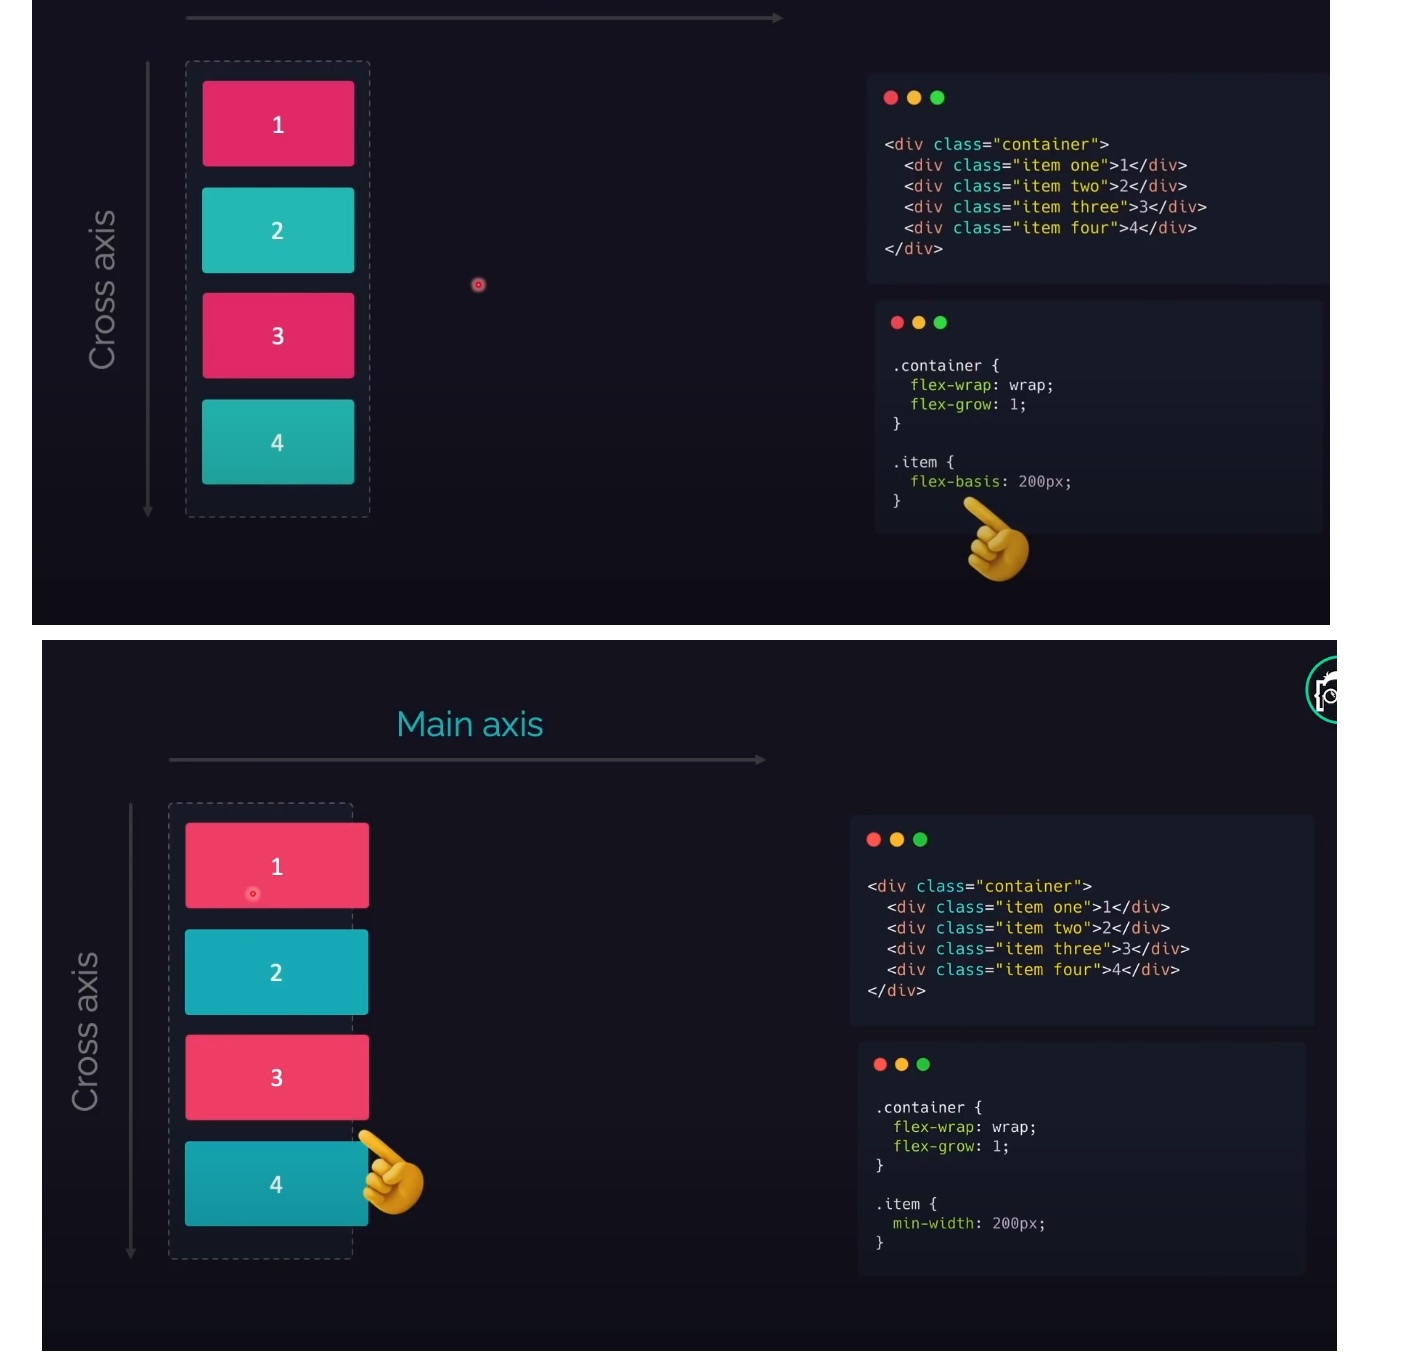 Cross axis
1
2
3
4
<div class="container">
<div class="item one">1</div>
<div class="item two">2</div>
<div class="item three">3</div>
<div class="item four">4</div>
</div>
.container {
flex-wrap: wrap;
flex-grow: 1;
}
.item {
flex-basis: 200px;
}
Main axis
Cross axis
1
2
3
4
<div class="container">
<div class="item one">1</div>
<div class="item two">2</div>
<div class="item three">3</div>
<div class="item four">4</div>
</div>
.container {
flex-wrap: wrap;
flex-grow: 1;
}
.item {
min-width: 200px;
}